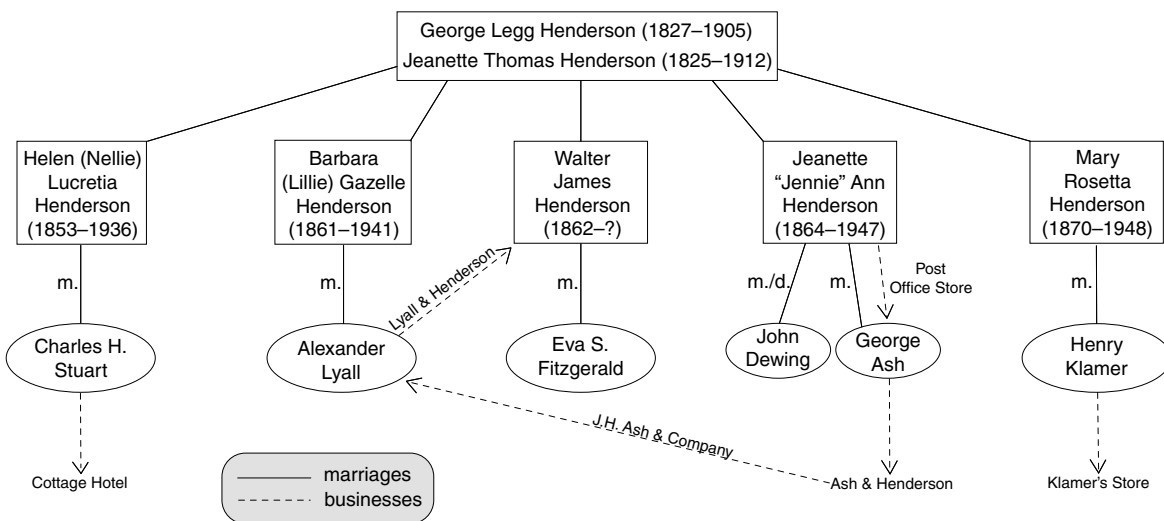 George Legg Henderson (1827–1905)
Jeanette Thomas Henderson (1825–1912)
Helen (Nellie)
Lucretia
Henderson
(1853–1936)
Barbara
(Lillie) Gazelle
Henderson
(1861–1941)
Walter
James
Henderson
(1862–?)
Jeanette
“Jennie” Ann
Henderson
(1864–1947)
Mary
Rosetta
Henderson
(1870–1948)
m.
m.
Lyall & Henderson
m.
m./d.
m.
Post
Office Store
m.
Charles H.
Stuart
Alexander
Lyall
Eva S.
Fitzgerald
John
Dewing
George
Ash
Henry
Klamer
J.H. Ash & Company
Cottage Hotel
Ash & Henderson
Klamer’s Store
marriages
businesses